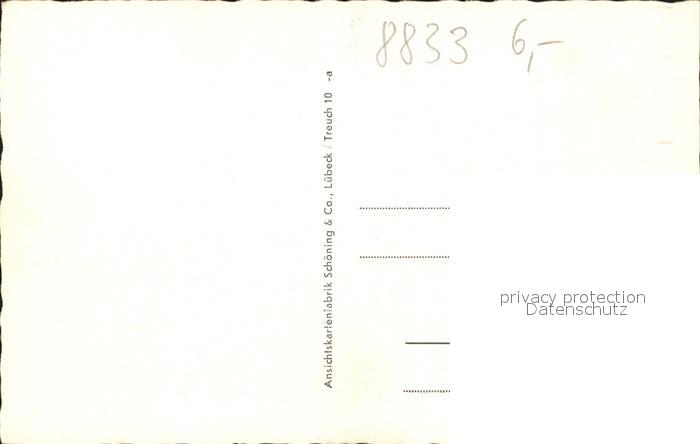 8833 6,-
Ansichtskartenfabrik Schöning & Co., Lübeck / Treuch 10 -a
privacy protection
Datenschutz